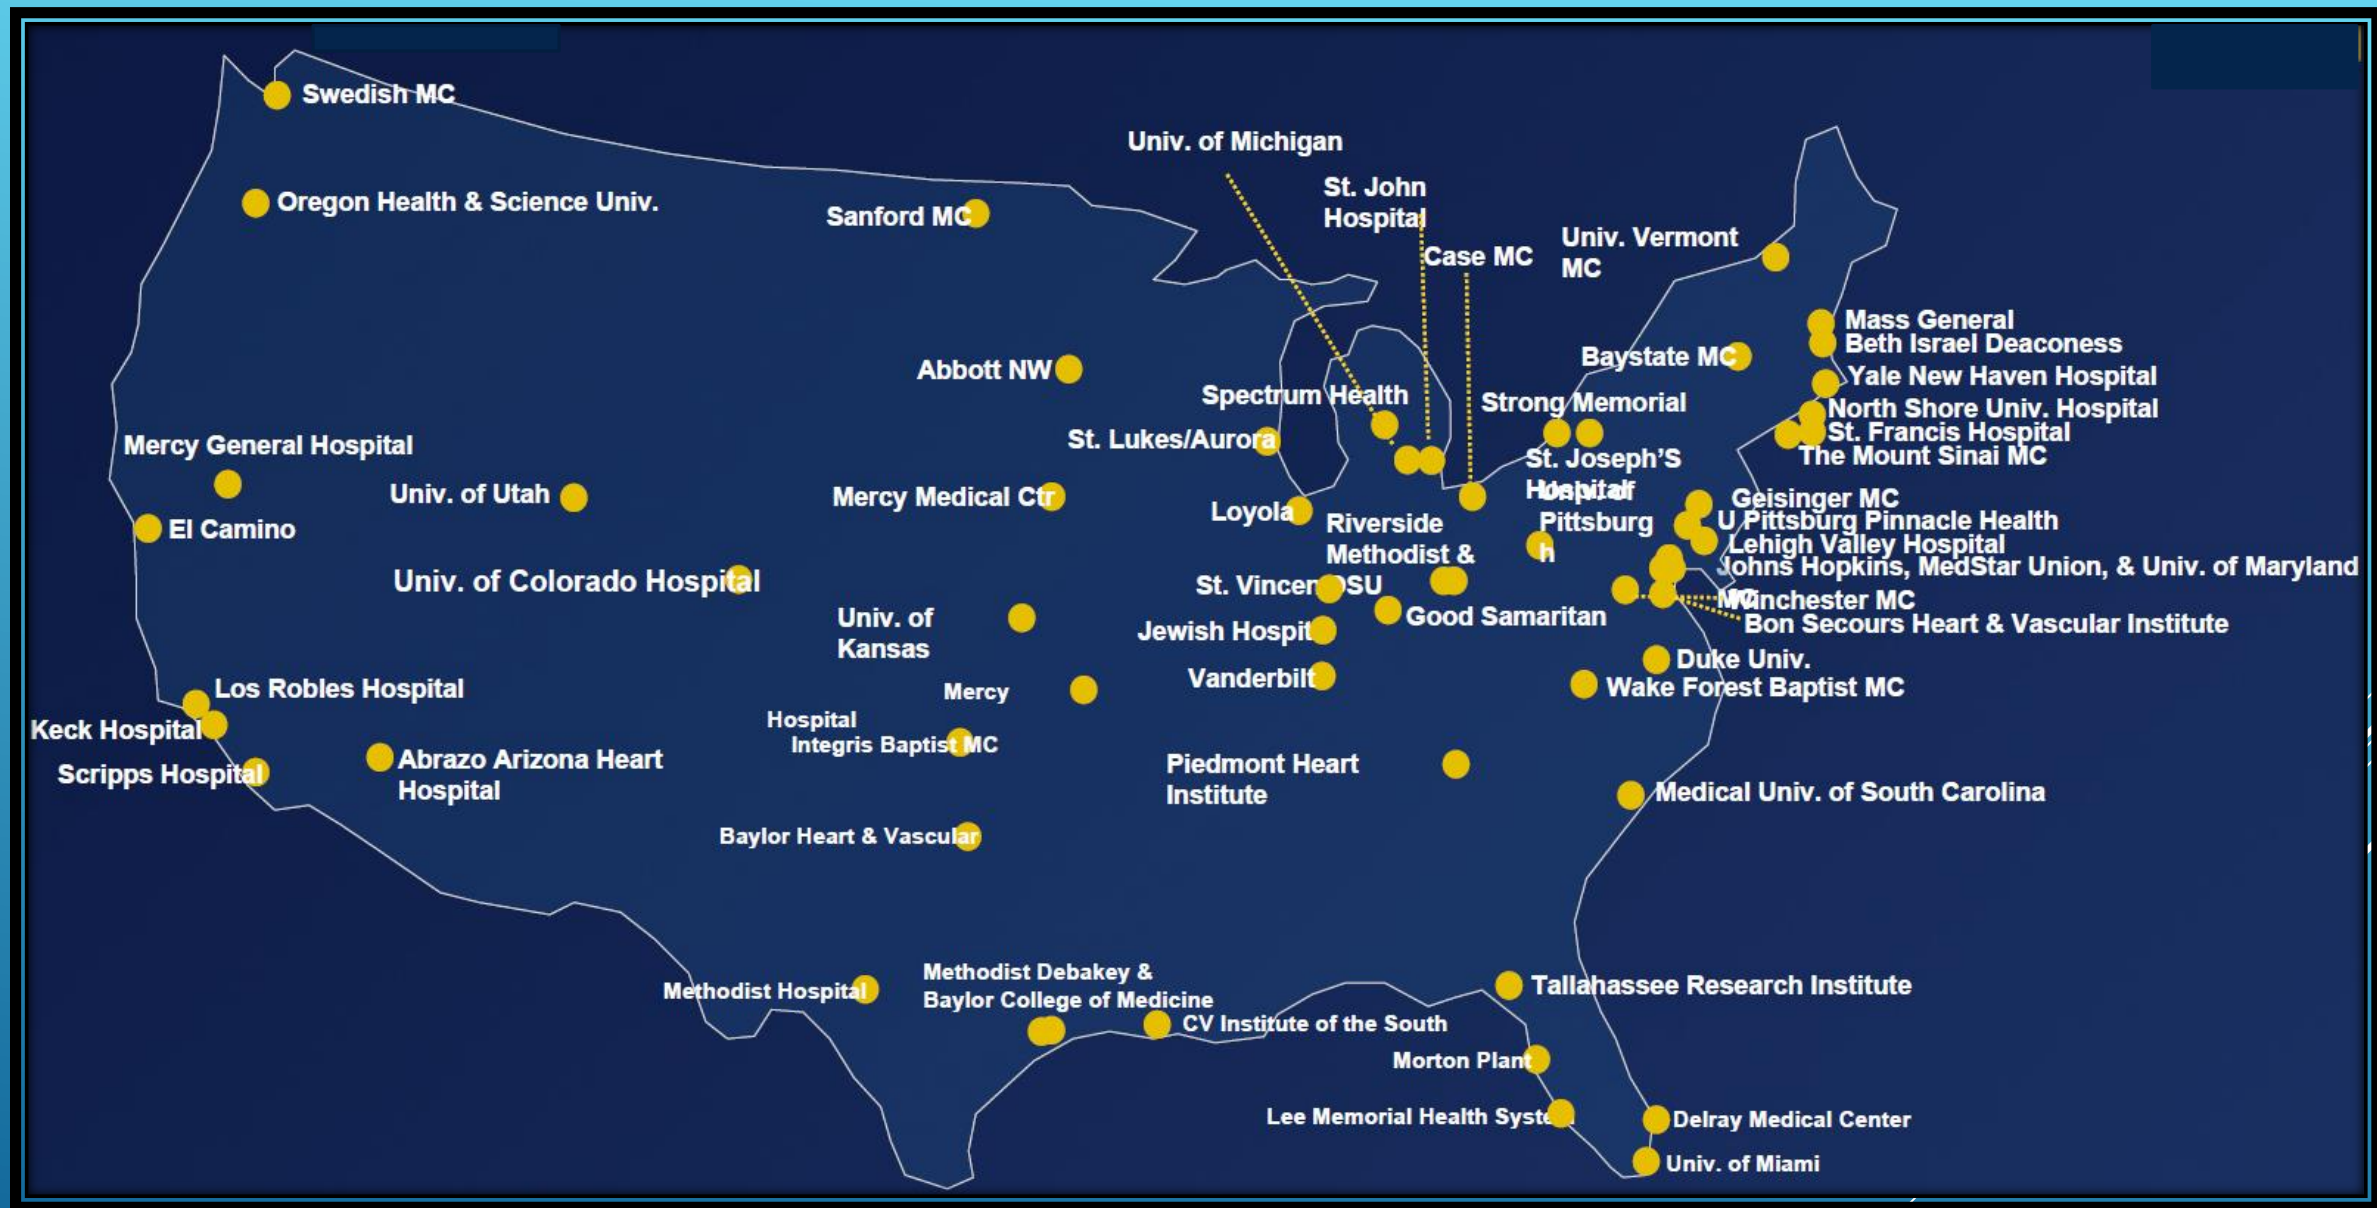 Swedish MC
Univ. of Michigan
St. John
Hospital
Oregon Health & Science Univ.
Sanford MC
Case MC
Univ. Vermont
MC
Mass General
Beth Israel Deaconess
Baystate MC
Abbott NW
Yale New Haven Hospital
Spectrum Health
Strong Memorial
North Shore Univ. Hospital
St. Francis Hospital
St. Lukes/Aurora
Mercy General Hospital
The Mount Sinai MC
St. Joseph'S
Hospital
Univ. of
Pittsburg
h
Univ. of Utah
Mercy Medical Ctr
Geisinger MC
Loyola
Riverside
Methodist &
OSU
U Pittsburg Pinnacle Health
El Camino
Lehigh Valley Hospital
Johns Hopkins, MedStar Union, & Univ. of Maryland
MC
Univ. of Colorado Hospital
St. Vincent
Winchester MC
Univ. of
Kansas
Good Samaritan
Bon Secours Heart & Vascular Institute
Jewish Hospit
Duke Univ.
Vanderbilt
Wake Forest Baptist MC
Los Robles Hospital
Mercy
Hospital
Keck Hospital
Integris Baptist MC
Abrazo Arizona Heart
Hospital
Scripps Hospital
Piedmont Heart
Institute
Medical Univ. of South Carolina
Baylor Heart & Vascular
Methodist Debakey &
Baylor College of Medicine
Methodist Hospital
Tallahassee Research Institute
CV Institute of the South
Morton Plant
Lee Memorial Health System
Delray Medical Center
Univ. of Miami